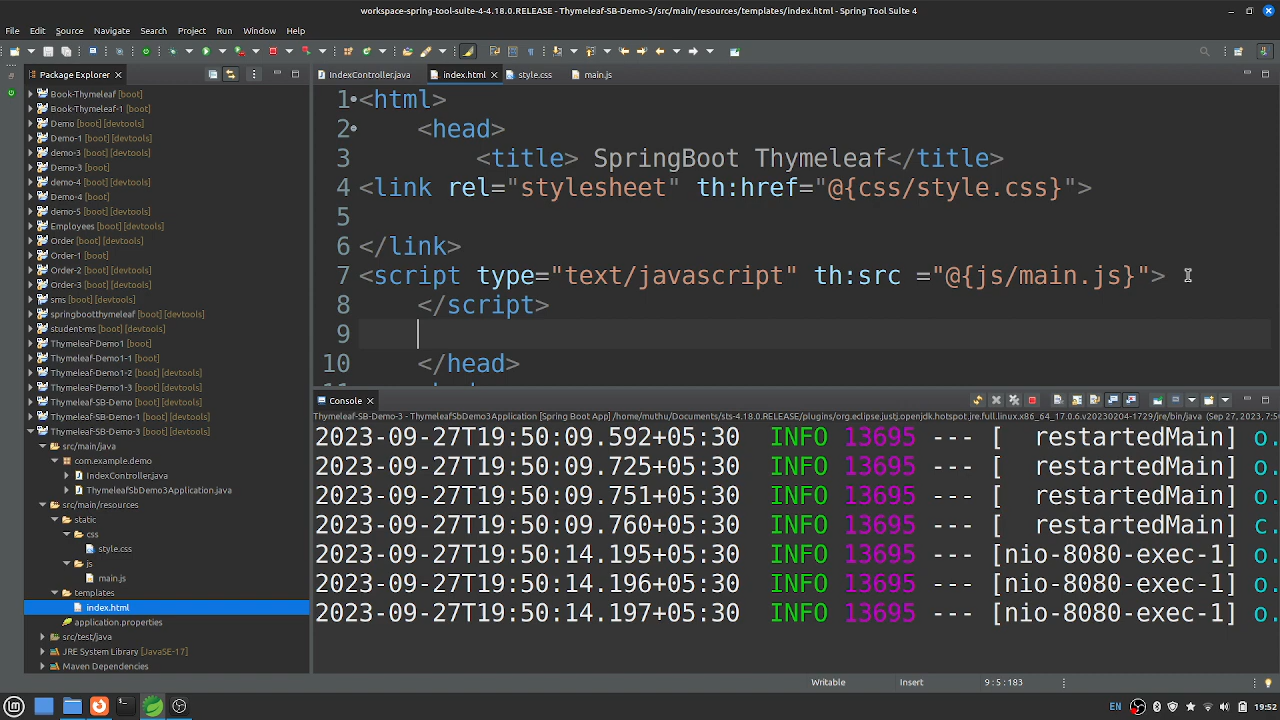 workspace-spring-tool-suite-4-4.18.0.RELEASE - Thymeleaf-SB-Demo-3/src/main/resources/templates/index.html - Spring Tool Suite 4
File Edit Source Navigate Search Project Run Window Help
Package Explorer
IndexController.java index.html style.css main.js
Book-Thymeleaf [boot]
Book-Thymeleaf-1 [boot]
Demo [boot] [devtools]
Demo-1 [boot] [devtools]
demo-3 [boot] [devtools]
Demo-3 [boot]
demo-4 [boot] [devtools]
Demo-4 [boot]
demo-5 [boot] [devtools]
Employees [boot] [devtools]
Order [boot] [devtools]
Order-1 [boot]
Order-2 [boot]
Order-3 [boot]
sms [boot]
springbootthymeleaf [boot] [devtools]
student-ms [boot] [devtools]
Thymeleaf-Demo1 [boot]
Thymeleaf-Demo1-1 [boot]
Thymeleaf-Demo1-2 [boot]
Thymeleaf-Demo1-3 [boot]
Thymeleaf-SB-Demo [boot] [devtools]
Thymeleaf-SB-Demo-1 [boot] [devtools]
Thymeleaf-SB-Demo-3 [boot] [devtools]
src/main/java
com.example.demo
IndexController.java
ThymeleafSbDemo3Application.java
src/main/resources
static
css
style.css
js
main.js
templates
index.html
application.properties
src/test/java
JRE System Library [JavaSE-17]
Maven Dependencies
1 <html>
2 <head>
3 <title> SpringBoot Thymeleaf</title>
4 <link rel="stylesheet" th:href="@{css/style.css}">
5
6 </link>
7 <script type="text/javascript" th:src ="@{js/main.js}">
8 </script>
9
10 </head>
Console
Thymeleaf-SB-Demo-3 - ThymeleafSbDemo3Application [Spring Boot App] /home/muthu/Documents/sts-4.18.0.RELEASE/plugins/org.eclipse.justj.openjdk.hotspot.jre.full.linux.x86_64_17.0.6.v20230204-1729/jre/bin/java (Sep 27, 2023, 7:5
2023-09-27T19:50:09.592+05:30 INFO 13695 --- [ restartedMain] o.
2023-09-27T19:50:09.725+05:30 INFO 13695 --- [ restartedMain] o.
2023-09-27T19:50:09.751+05:30 INFO 13695 --- [ restartedMain] o.
2023-09-27T19:50:09.760+05:30 INFO 13695 --- [ restartedMain] c.
2023-09-27T19:50:14.195+05:30 INFO 13695 --- [nio-8080-exec-1] o.
2023-09-27T19:50:14.196+05:30 INFO 13695 --- [nio-8080-exec-1] o.
2023-09-27T19:50:14.197+05:30 INFO 13695 --- [nio-8080-exec-1] o.
Writable Insert 9 : 5 : 183
EN 19:52